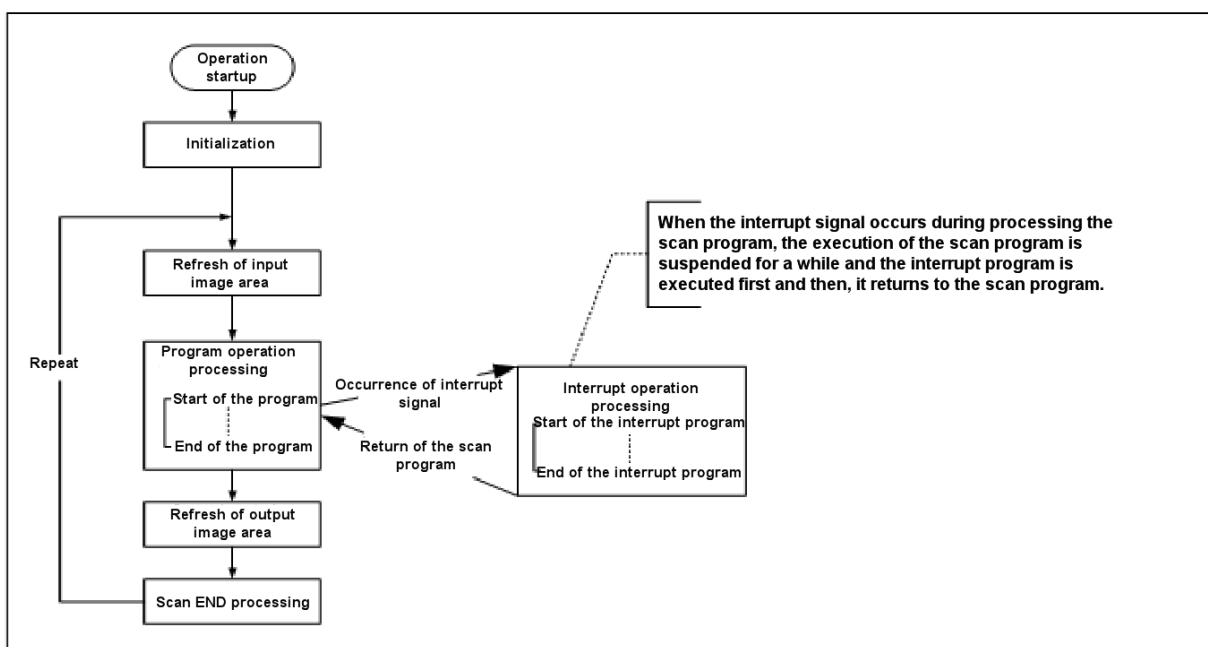 Operation
startup
Initialization
Refresh of input
image area
Program operation
processing
Start of the program
End of the program
Refresh of output
image area
Scan END processing
Repeat
Occurrence of interrupt
signal
Return of the scan
program
Interrupt operation
processing
Start of the interrupt program
End of the interrupt program
When the interrupt signal occurs during processing the
scan program, the execution of the scan program is
suspended for a while and the interrupt program is
executed first and then, it returns to the scan program.